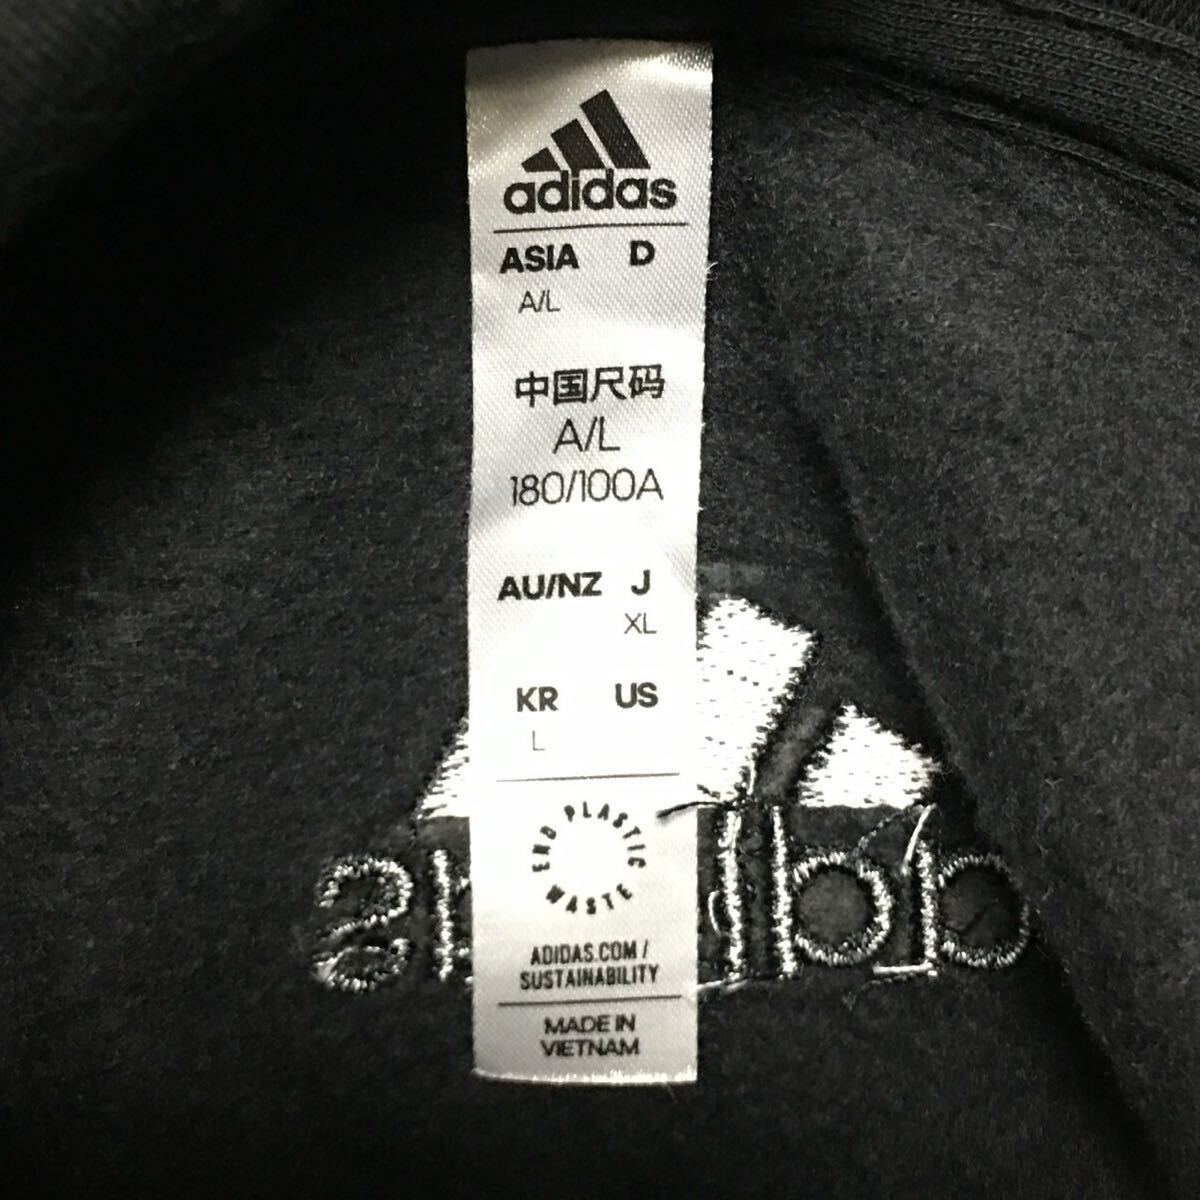 adidas
ASIA D
A/L
中国尺码
A/L
180/100A
AU/NZ J
XL
KR US
L
END PLASTIC WASTE
ADIDAS.COM/
SUSTAINABILITY
MADE IN
VIETNAM
adidas